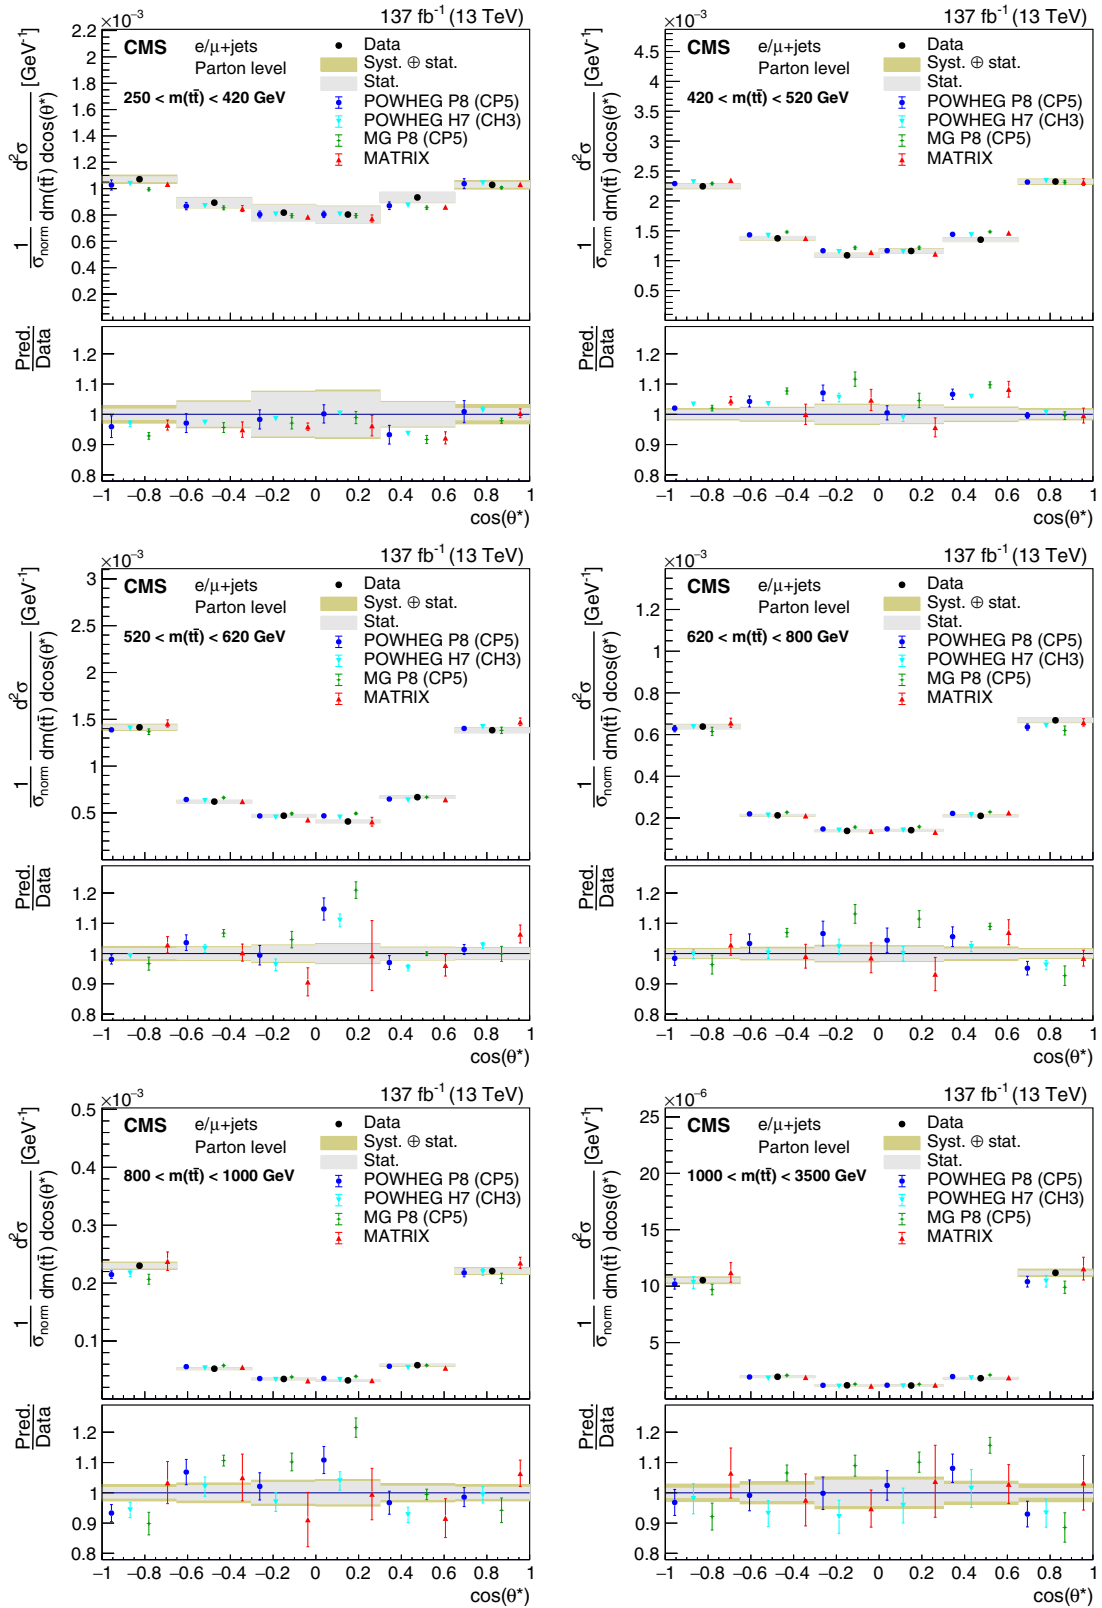 ×10⁻³
137 fb⁻¹ (13 TeV)
CMS
e/μ+jets
Parton level
250 < m(tt̄) < 420 GeV
Data
Syst. ⊕ stat.
Stat.
POWHEG P8 (CP5)
POWHEG H7 (CH3)
MG P8 (CP5)
MATRIX
1/σnorm d²σ/dm(tt̄) dcos(θ*) [GeV⁻¹]
2.2
2
1.8
1.6
1.4
1.2
1
0.8
0.6
0.4
0.2
Pred.
Data
1.2
1.1
1
0.9
0.8
−1 −0.8 −0.6 −0.4 −0.2 0 0.2 0.4 0.6 0.8 1
cos(θ*)
×10⁻³
137 fb⁻¹ (13 TeV)
CMS
e/μ+jets
Parton level
420 < m(tt̄) < 520 GeV
Data
Syst. ⊕ stat.
Stat.
POWHEG P8 (CP5)
POWHEG H7 (CH3)
MG P8 (CP5)
MATRIX
1/σnorm d²σ/dm(tt̄) dcos(θ*) [GeV⁻¹]
4.5
4
3.5
3
2.5
2
1.5
1
0.5
Pred.
Data
1.2
1.1
1
0.9
0.8
−1 −0.8 −0.6 −0.4 −0.2 0 0.2 0.4 0.6 0.8 1
cos(θ*)
×10⁻³
137 fb⁻¹ (13 TeV)
CMS
e/μ+jets
Parton level
520 < m(tt̄) < 620 GeV
Data
Syst. ⊕ stat.
Stat.
POWHEG P8 (CP5)
POWHEG H7 (CH3)
MG P8 (CP5)
MATRIX
1/σnorm d²σ/dm(tt̄) dcos(θ*) [GeV⁻¹]
3
2.5
2
1.5
1
0.5
Pred.
Data
1.2
1.1
1
0.9
0.8
−1 −0.8 −0.6 −0.4 −0.2 0 0.2 0.4 0.6 0.8 1
cos(θ*)
×10⁻³
137 fb⁻¹ (13 TeV)
CMS
e/μ+jets
Parton level
620 < m(tt̄) < 800 GeV
Data
Syst. ⊕ stat.
Stat.
POWHEG P8 (CP5)
POWHEG H7 (CH3)
MG P8 (CP5)
MATRIX
1/σnorm d²σ/dm(tt̄) dcos(θ*) [GeV⁻¹]
1.2
1
0.8
0.6
0.4
0.2
Pred.
Data
1.2
1.1
1
0.9
0.8
−1 −0.8 −0.6 −0.4 −0.2 0 0.2 0.4 0.6 0.8 1
cos(θ*)
×10⁻³
137 fb⁻¹ (13 TeV)
CMS
e/μ+jets
Parton level
800 < m(tt̄) < 1000 GeV
Data
Syst. ⊕ stat.
Stat.
POWHEG P8 (CP5)
POWHEG H7 (CH3)
MG P8 (CP5)
MATRIX
1/σnorm d²σ/dm(tt̄) dcos(θ*) [GeV⁻¹]
0.5
0.4
0.3
0.2
0.1
Pred.
Data
1.2
1.1
1
0.9
0.8
−1 −0.8 −0.6 −0.4 −0.2 0 0.2 0.4 0.6 0.8 1
cos(θ*)
×10⁻⁶
137 fb⁻¹ (13 TeV)
CMS
e/μ+jets
Parton level
1000 < m(tt̄) < 3500 GeV
Data
Syst. ⊕ stat.
Stat.
POWHEG P8 (CP5)
POWHEG H7 (CH3)
MG P8 (CP5)
MATRIX
1/σnorm d²σ/dm(tt̄) dcos(θ*) [GeV⁻¹]
25
20
15
10
5
Pred.
Data
1.2
1.1
1
0.9
0.8
−1 −0.8 −0.6 −0.4 −0.2 0 0.2 0.4 0.6 0.8 1
cos(θ*)